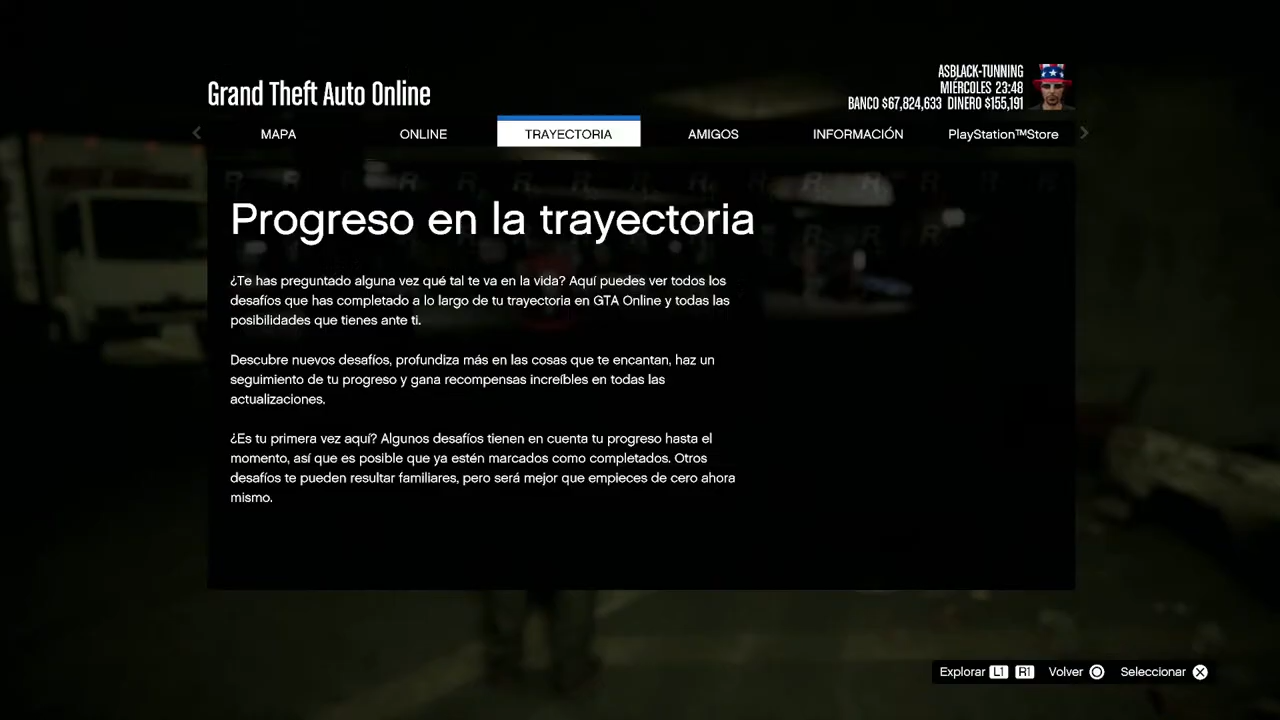 Grand Theft Auto Online
ASBLACK-TUNNING
MIÉRCOLES 23:48
BANCO $67,824,633 DINERO $155,191
MAPA ONLINE TRAYECTORIA AMIGOS INFORMACIÓN PlayStation™Store
Progreso en la trayectoria
¿Te has preguntado alguna vez qué tal te va en la vida? Aquí puedes ver todos los
desafíos que has completado a lo largo de tu trayectoria en GTA Online y todas las
posibilidades que tienes ante ti.
Descubre nuevos desafíos, profundiza más en las cosas que te encantan, haz un
seguimiento de tu progreso y gana recompensas increíbles en todas las
actualizaciones.
¿Es tu primera vez aquí? Algunos desafíos tienen en cuenta tu progreso hasta el
momento, así que es posible que ya estén marcados como completados. Otros
desafíos te pueden resultar familiares, pero será mejor que empieces de cero ahora
mismo.
Explorar L1 R1 Volver Seleccionar